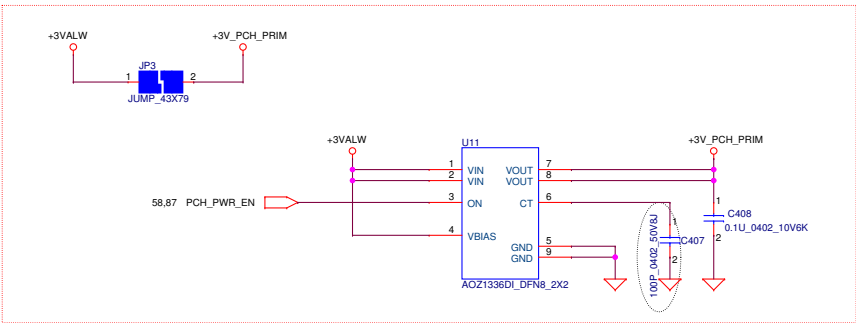 +3VALW
+3V_PCH_PRIM
JP3
1
2
JUMP_43X79
+3VALW
U11
+3V_PCH_PRIM
1 VIN
VOUT 7
2 VIN
VOUT 8
58,87 PCH_PWR_EN
3 ON
CT 6
4 VBIAS
GND 5
GND 9
AOZ1336DI_DFN8_2X2
1
C407
2
100P_0402_50V8J
1
C408
0.1U_0402_10V6K
2